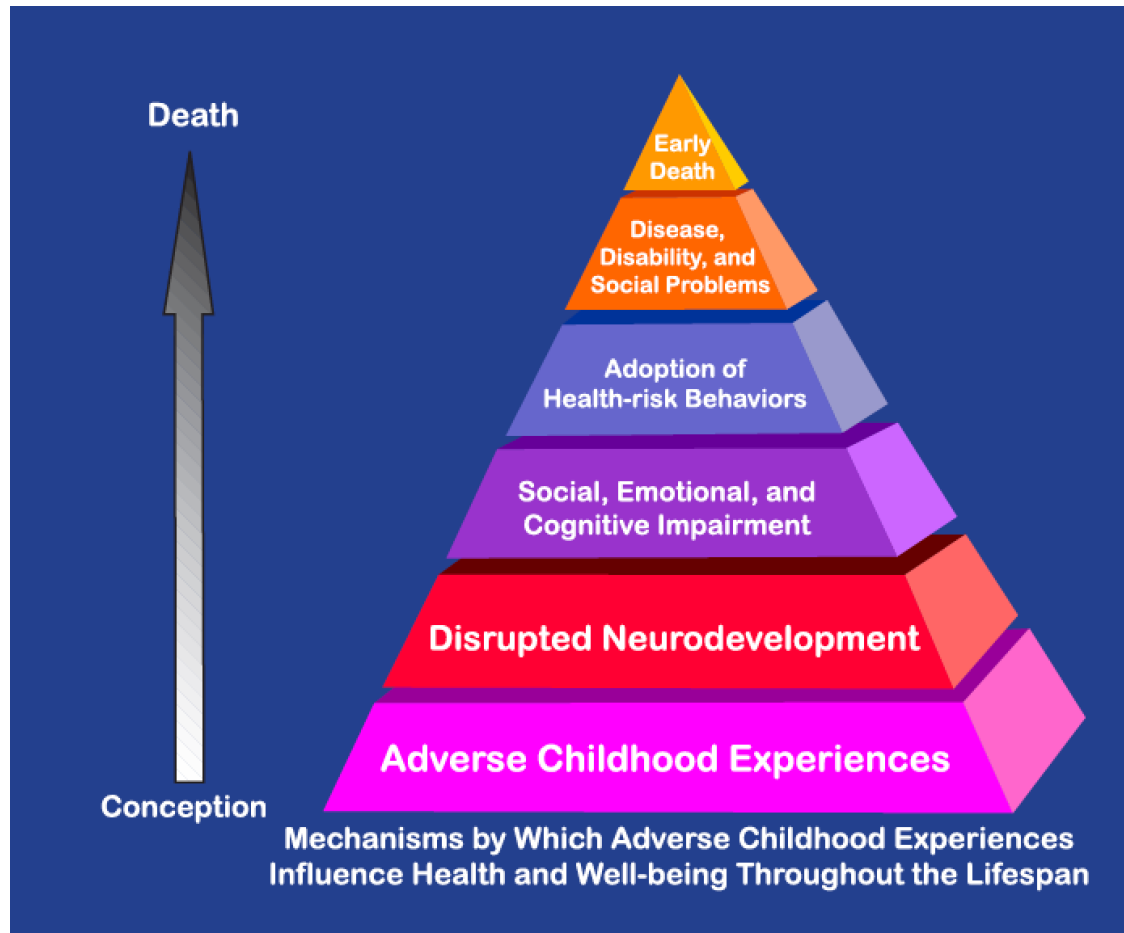 Death
Early
Death
Disease,
Disability, and
Social Problems
Adoption of
Health-risk Behaviors
Social, Emotional, and
Cognitive Impairment
Disrupted Neurodevelopment
Adverse Childhood Experiences
Conception
Mechanisms by Which Adverse Childhood Experiences
Influence Health and Well-being Throughout the Lifespan